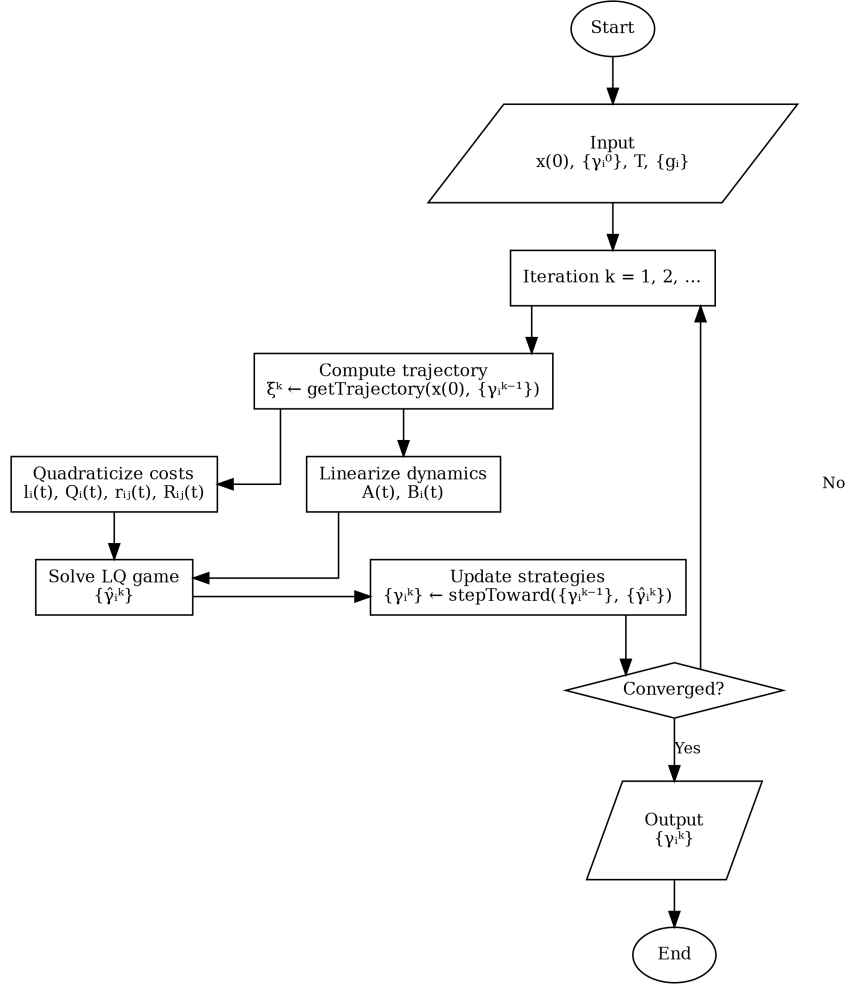 Start
Input
x(0), {γᵢ⁰}, T, {gᵢ}
Iteration k = 1, 2, …
Compute trajectory
ξᵏ ← getTrajectory(x(0), {γᵢᵏ⁻¹})
Quadraticize costs
lᵢ(t), Qᵢ(t), rᵢⱼ(t), Rᵢⱼ(t)
Linearize dynamics
A(t), Bᵢ(t)
No
Solve LQ game
{γ̂ᵢᵏ}
Update strategies
{γᵢᵏ} ← stepToward({γᵢᵏ⁻¹}, {γ̂ᵢᵏ})
Converged?
Yes
Output
{γᵢᵏ}
End